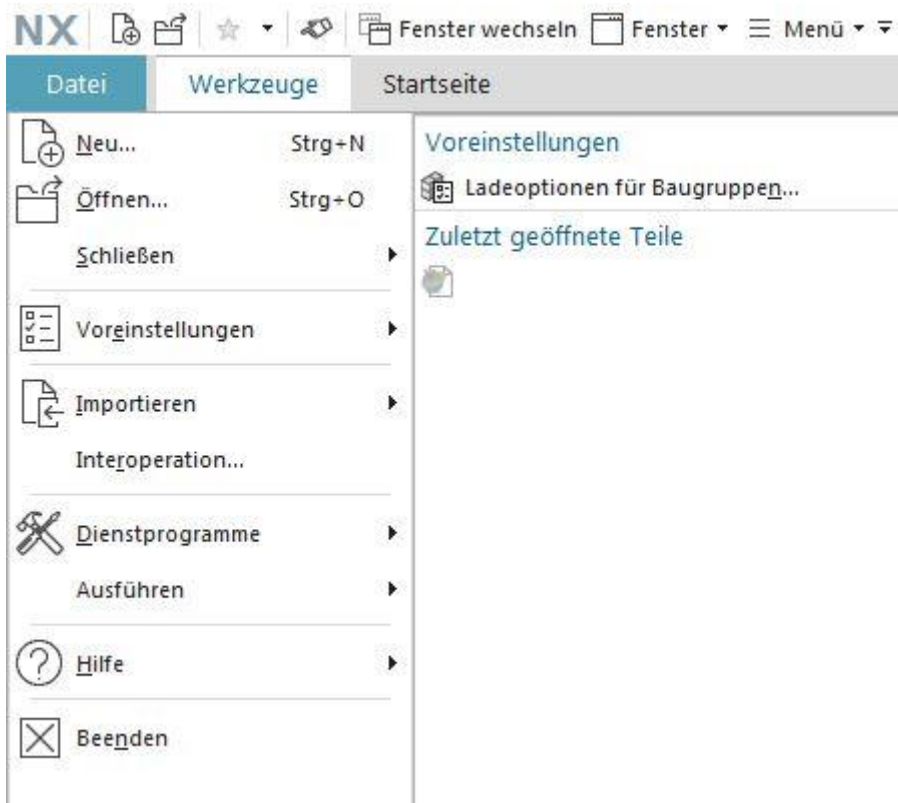 NX Fenster wechseln Fenster Menü
Datei Werkzeuge Startseite
Neu... Strg+N
Öffnen... Strg+O
Schließen
Voreinstellungen
Importieren
Interoperation...
Dienstprogramme
Ausführen
Hilfe
Beenden
Voreinstellungen
Ladeoptionen für Baugruppen...
Zuletzt geöffnete Teile